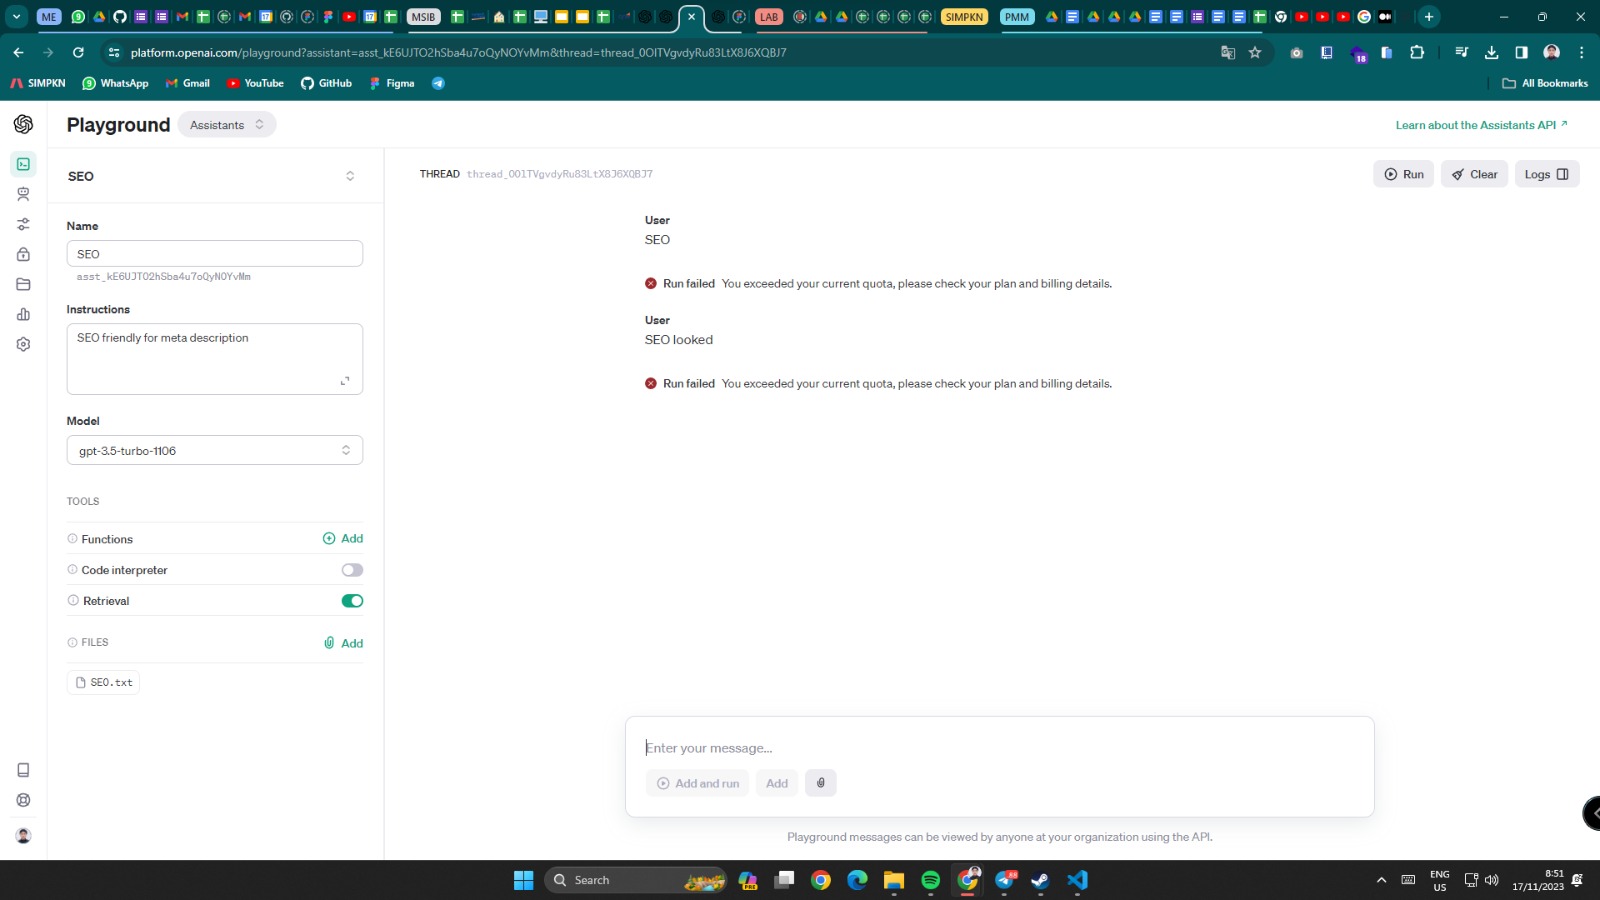 ME
MSIB
LAB
SIMPKN
PMM
platform.openai.com/playground?assistant=asst_kE6UJTO2hSba4u7oQyNOYvMm&thread=thread_0OlTVgvdyRu83LtX8J6XQBJ7
18
SIMPKN
WhatsApp
Gmail
YouTube
GitHub
Figma
All Bookmarks
Playground
Assistants
Learn about the Assistants API
SEO
THREAD thread_0OlTVgvdyRu83LtX8J6XQBJ7
Run
Clear
Logs
Name
SEO
asst_kE6UJTO2hSba4u7oQyNOYvMm
Instructions
SEO friendly for meta description
Model
gpt-3.5-turbo-1106
TOOLS
Functions
Add
Code interpreter
Retrieval
FILES
Add
SEO.txt
User
SEO
Run failed You exceeded your current quota, please check your plan and billing details.
User
SEO looked
Run failed You exceeded your current quota, please check your plan and billing details.
Enter your message...
Add and run
Add
Playground messages can be viewed by anyone at your organization using the API.
Search
PRE
ENG
US
8:51
17/11/2023